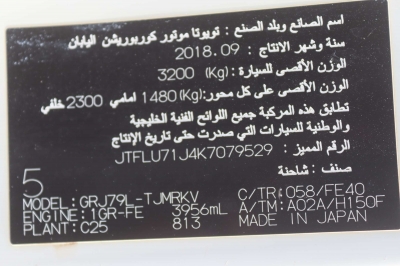 اسم الصانع وبلد الصنع : تويوتا موتور كوربوريشن اليابان
سنة وشهر الانتاج : 2018.09
الوزن الأقصى للسيارة : (Kg) 3200
الوزن الأقصى على كل محور: (Kg) 1480 امامي 2300 خلفي
تطابق هذه المركبة جميع اللوائح الفنية الخليجية
والوطنية للسيارات التي صدرت حتى تاريخ الإنتاج
الرقم المميز : JTFLU71J4K7079529
صنف : شاحنة
5
MODEL:GRJ79L-TJMRKV C/TR:058/FE40
ENGINE:1GR-FE 3956mL A/TM:A02A/H150F
PLANT:C25 813 MADE IN JAPAN